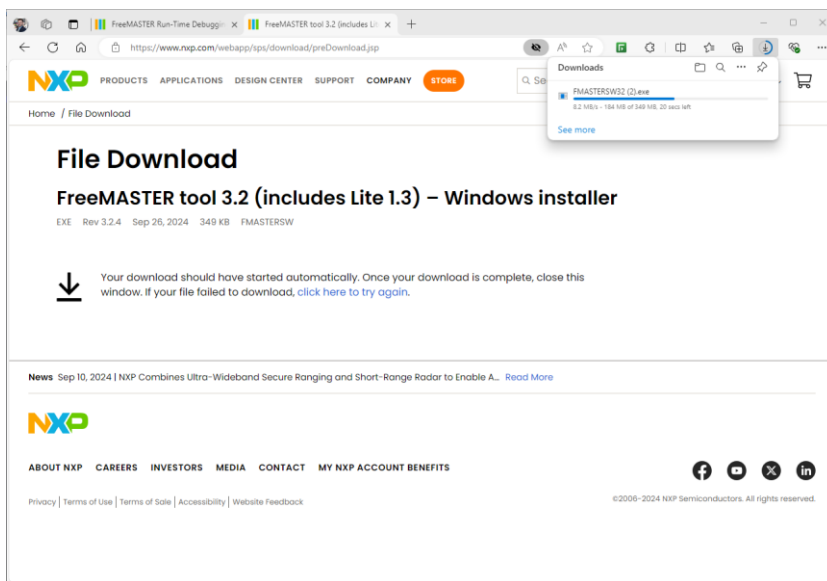 FreeMASTER Run-Time Debuggin
FreeMASTER tool 3.2 (includes Lit
https://www.nxp.com/webapp/sps/download/preDownload.jsp
Downloads
FMASTERSW32 (2).exe
8.2 MB/s - 184 MB of 349 MB, 20 secs left
See more
NXP
PRODUCTS APPLICATIONS DESIGN CENTER SUPPORT COMPANY STORE
Se
Home / File Download
File Download
FreeMASTER tool 3.2 (includes Lite 1.3) – Windows installer
EXE Rev 3.2.4 Sep 26, 2024 349 KB FMASTERSW
Your download should have started automatically. Once your download is complete, close this
window. If your file failed to download, click here to try again.
News Sep 10, 2024 | NXP Combines Ultra-Wideband Secure Ranging and Short-Range Radar to Enable A... Read More
NXP
ABOUT NXP CAREERS INVESTORS MEDIA CONTACT MY NXP ACCOUNT BENEFITS
Privacy | Terms of Use | Terms of Sale | Accessibility | Website Feedback
©2006-2024 NXP Semiconductors. All rights reserved.